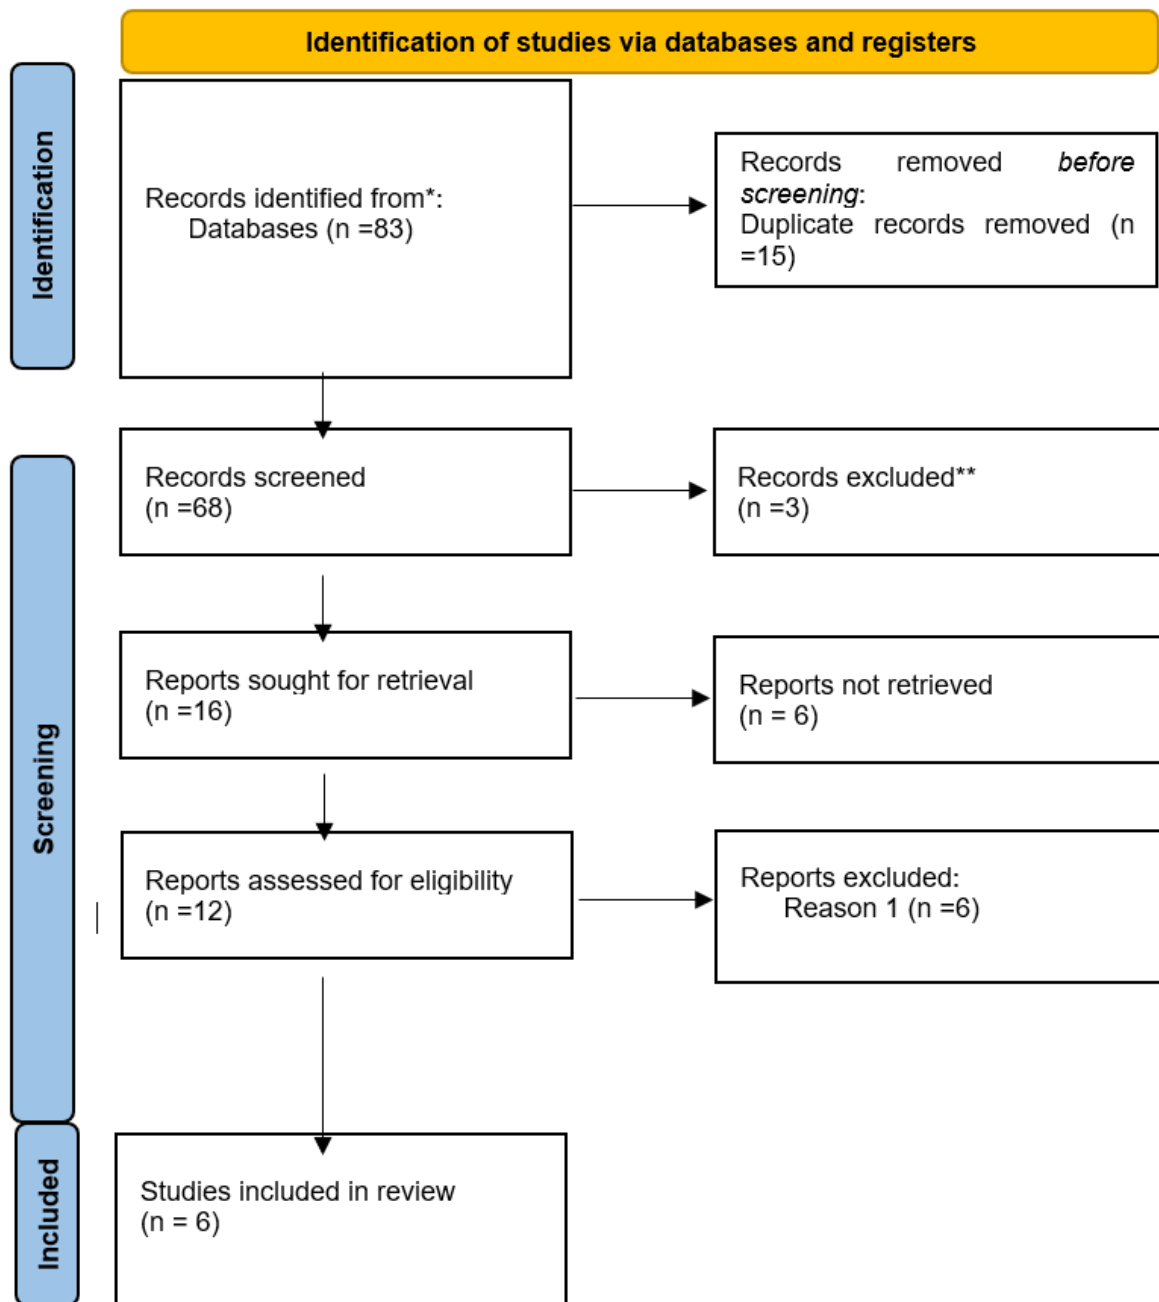 Identification of studies via databases and registers
Identification
Records identified from*:
Databases (n =83)
Records removed before
screening:
Duplicate records removed (n
=15)
Screening
Records screened
(n =68)
Records excluded**
(n =3)
Reports sought for retrieval
(n =16)
Reports not retrieved
(n = 6)
Reports assessed for eligibility
(n =12)
Reports excluded:
Reason 1 (n =6)
Included
Studies included in review
(n = 6)